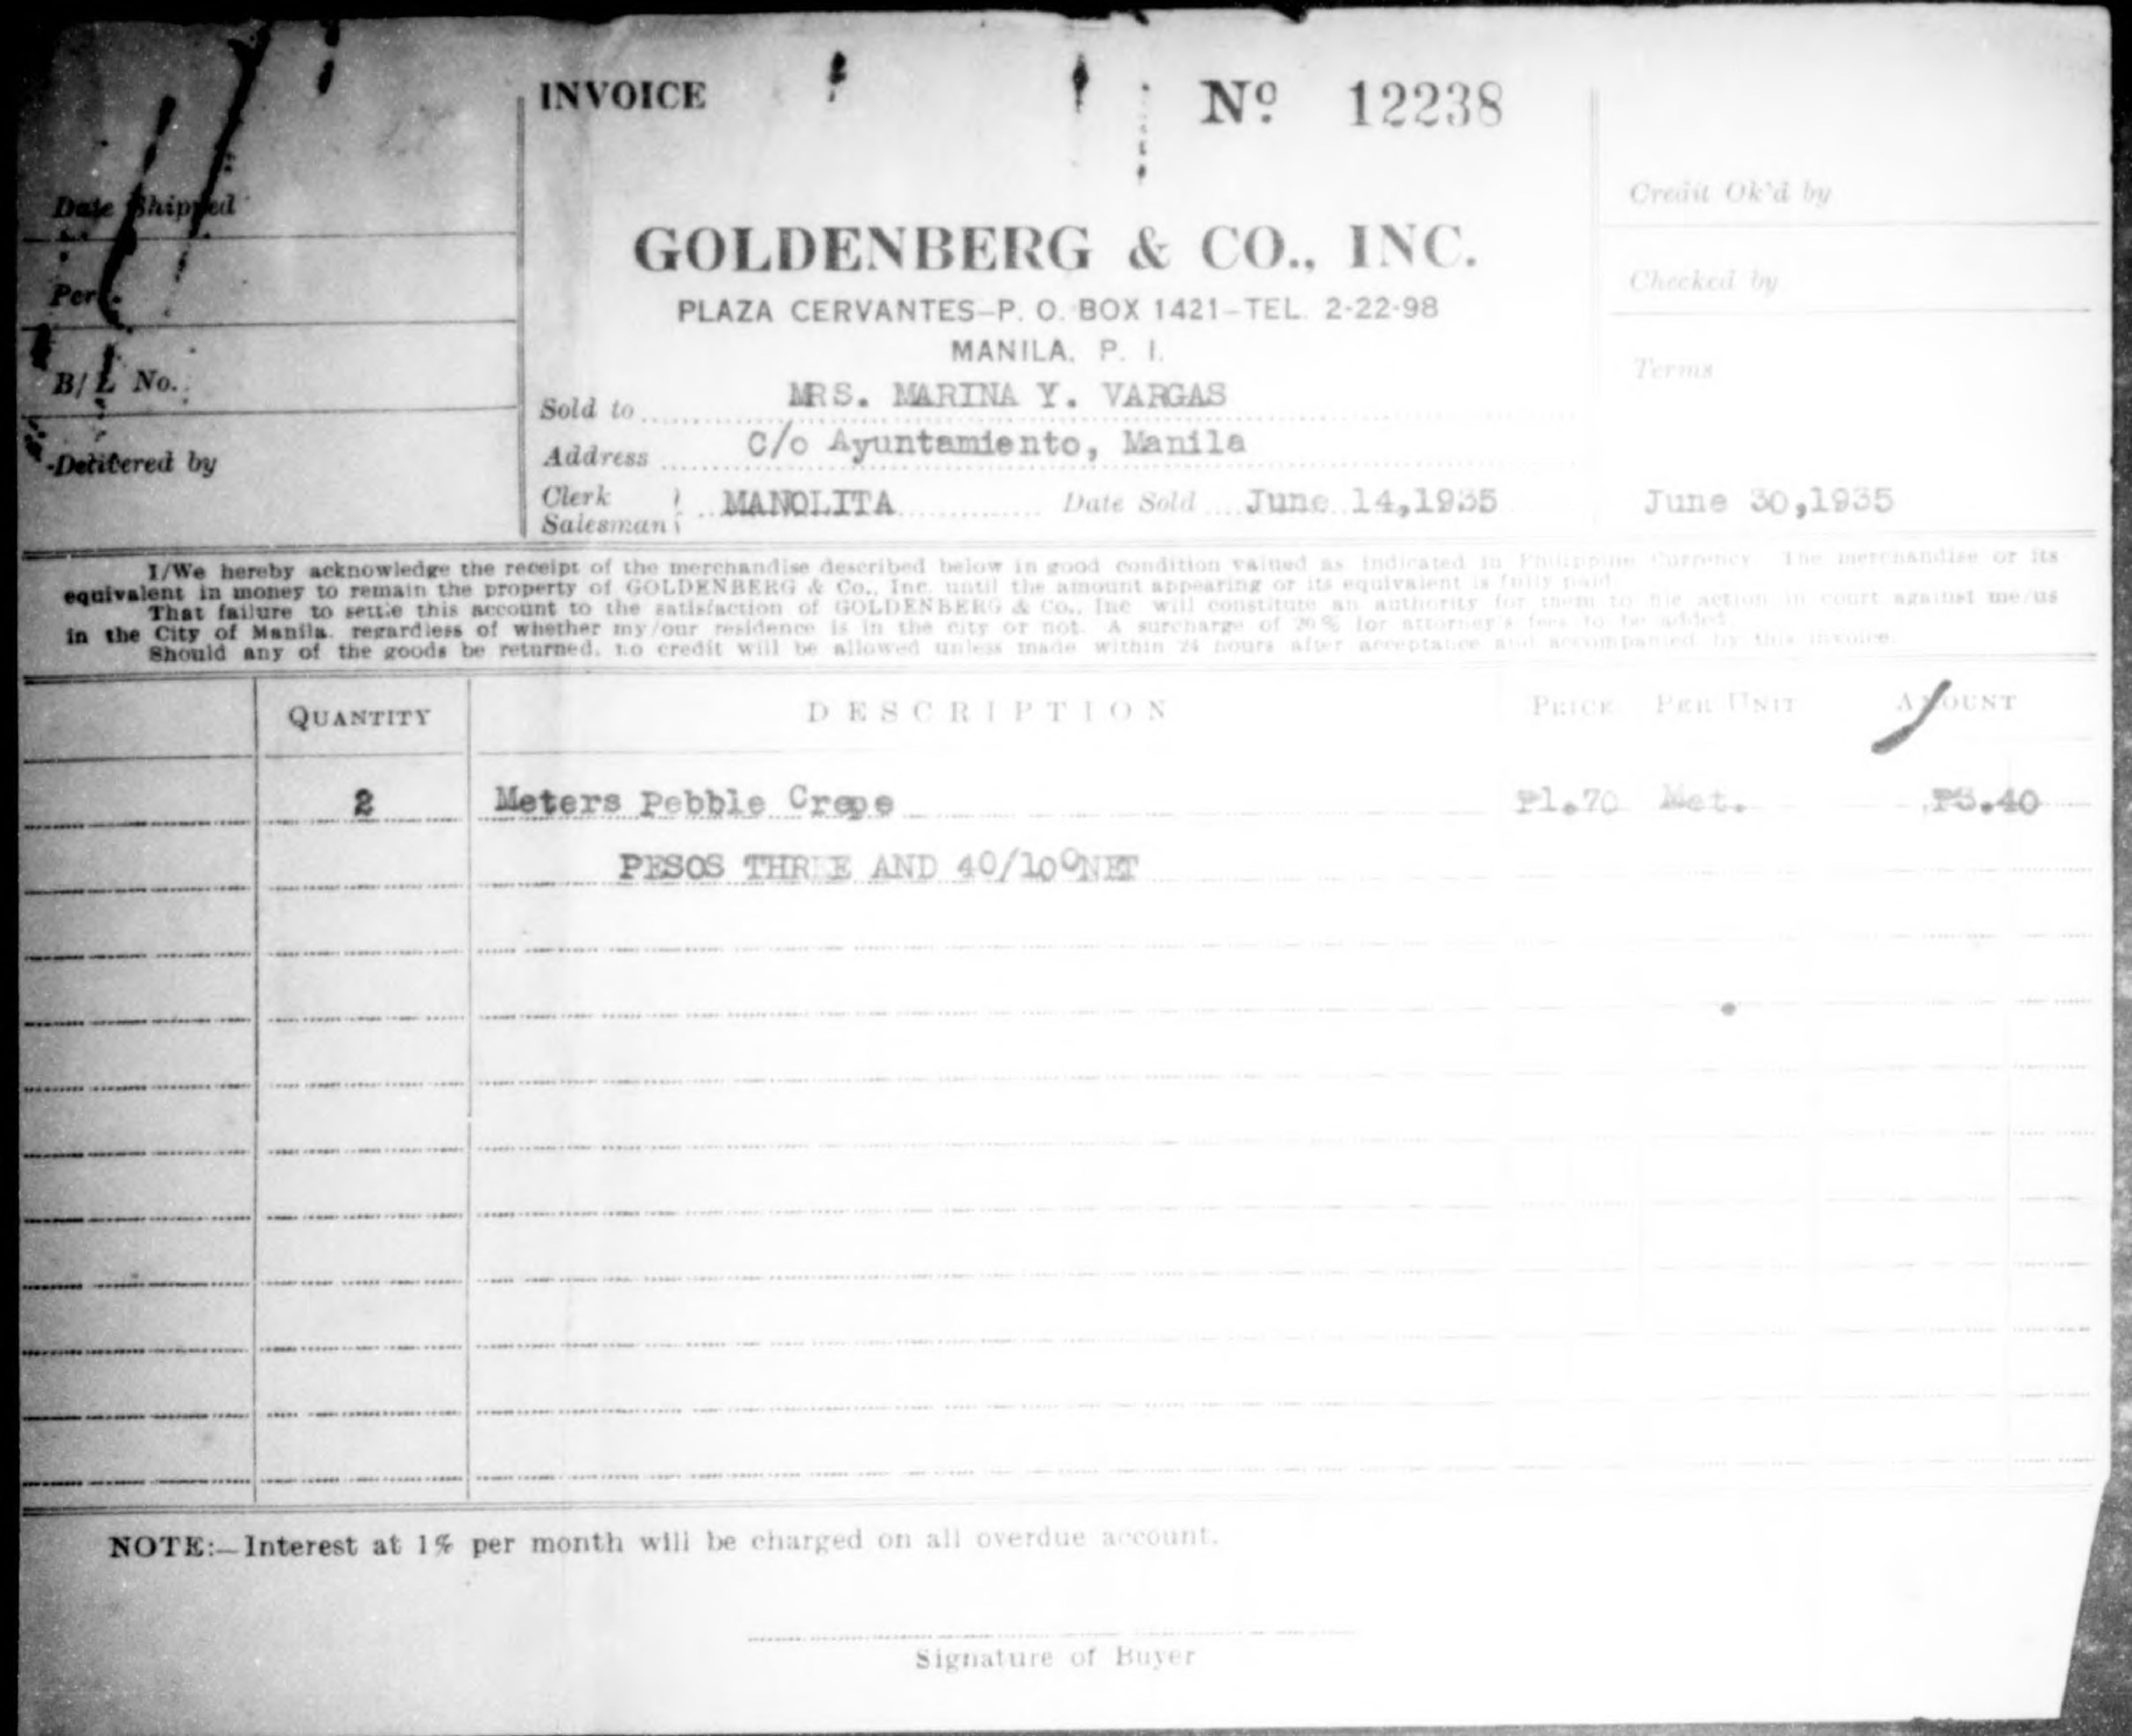 INVOICE
Nº 12238
Date Shipped
Per
B/L No.
Delivered by
GOLDENBERG & CO., INC.
PLAZA CERVANTES—P. O. BOX 1421—TEL. 2-22-98
MANILA, P. I.
Sold to MRS. MARINA Y. VARGAS
Address C/o Ayuntamiento, Manila
Clerk
Salesman MANOLITA Date Sold June 14,1935
Credit Ok'd by
Checked by
Terms
June 30,1935
I/We hereby acknowledge the receipt of the merchandise described below in good condition valued as indicated in Philippine Currency. The merchandise or its
equivalent in money to remain the property of GOLDENBERG & Co., Inc. until the amount appearing or its equivalent is fully paid.
That failure to settle this account to the satisfaction of GOLDENBERG & Co., Inc will constitute an authority for them to file action in court against me/us
in the City of Manila, regardless of whether my/our residence is in the city or not. A surcharge of 20% for attorney's fees to be added.
Should any of the goods be returned, no credit will be allowed unless made within 24 hours after acceptance and accompanied by this invoice.
QUANTITY DESCRIPTION PRICE PER UNIT AMOUNT
2 Meters Pebble Crepe ₱1.70 Met. ₱3.40
PESOS THREE AND 40/100NET
NOTE:—Interest at 1% per month will be charged on all overdue account.
Signature of Buyer